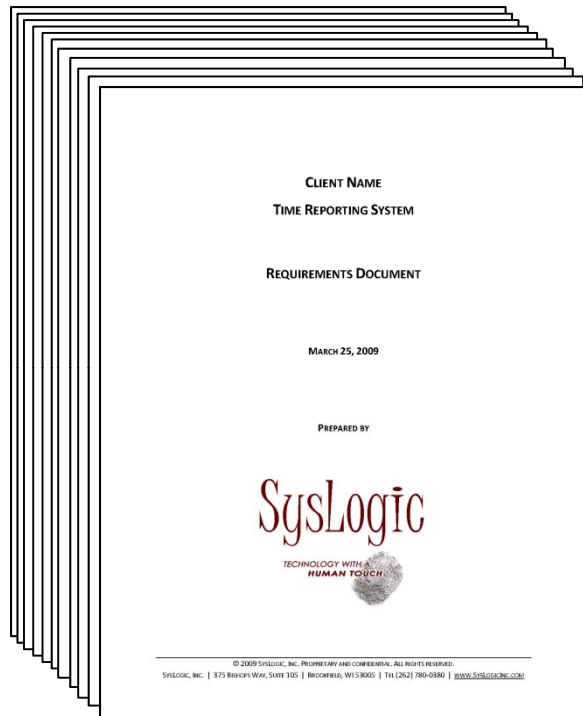 CLIENT NAME
TIME REPORTING SYSTEM
REQUIREMENTS DOCUMENT
MARCH 25, 2009
PREPARED BY
SysLogic
TECHNOLOGY WITH A
HUMAN TOUCH
© 2009 SYSLOGIC, INC. PROPRIETARY AND CONFIDENTIAL. ALL RIGHTS RESERVED.
SYSLOGIC, INC. | 375 BISHOPS WAY, SUITE 105 | BROOKFIELD, WI 53005 | TEL (262) 780-0380 | WWW.SYSLOGICINC.COM